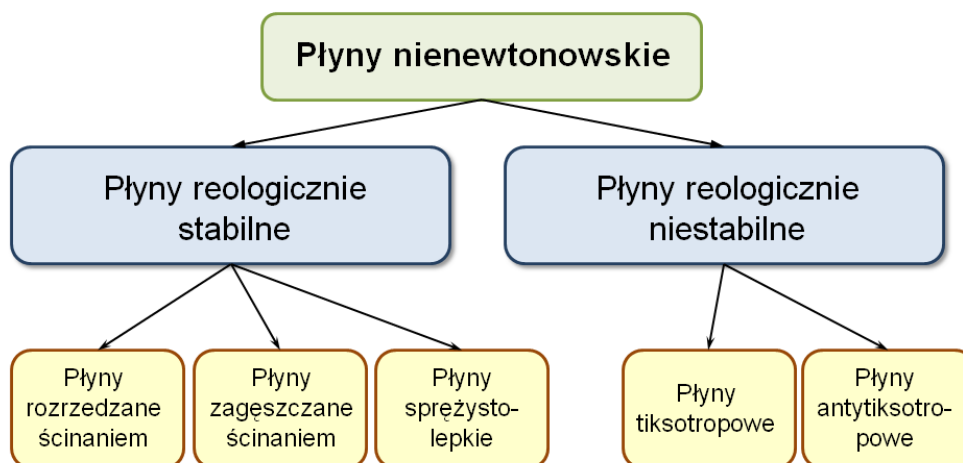 Płyny nienewtonowskie
Płyny reologicznie
stabilne
Płyny reologicznie
niestabilne
Płyny
rozrzedzane
ścinaniem
Płyny
zagęszczane
ścinaniem
Płyny
sprężysto-
lepkie
Płyny
tiksotropowe
Płyny
antytiksotro-
powe